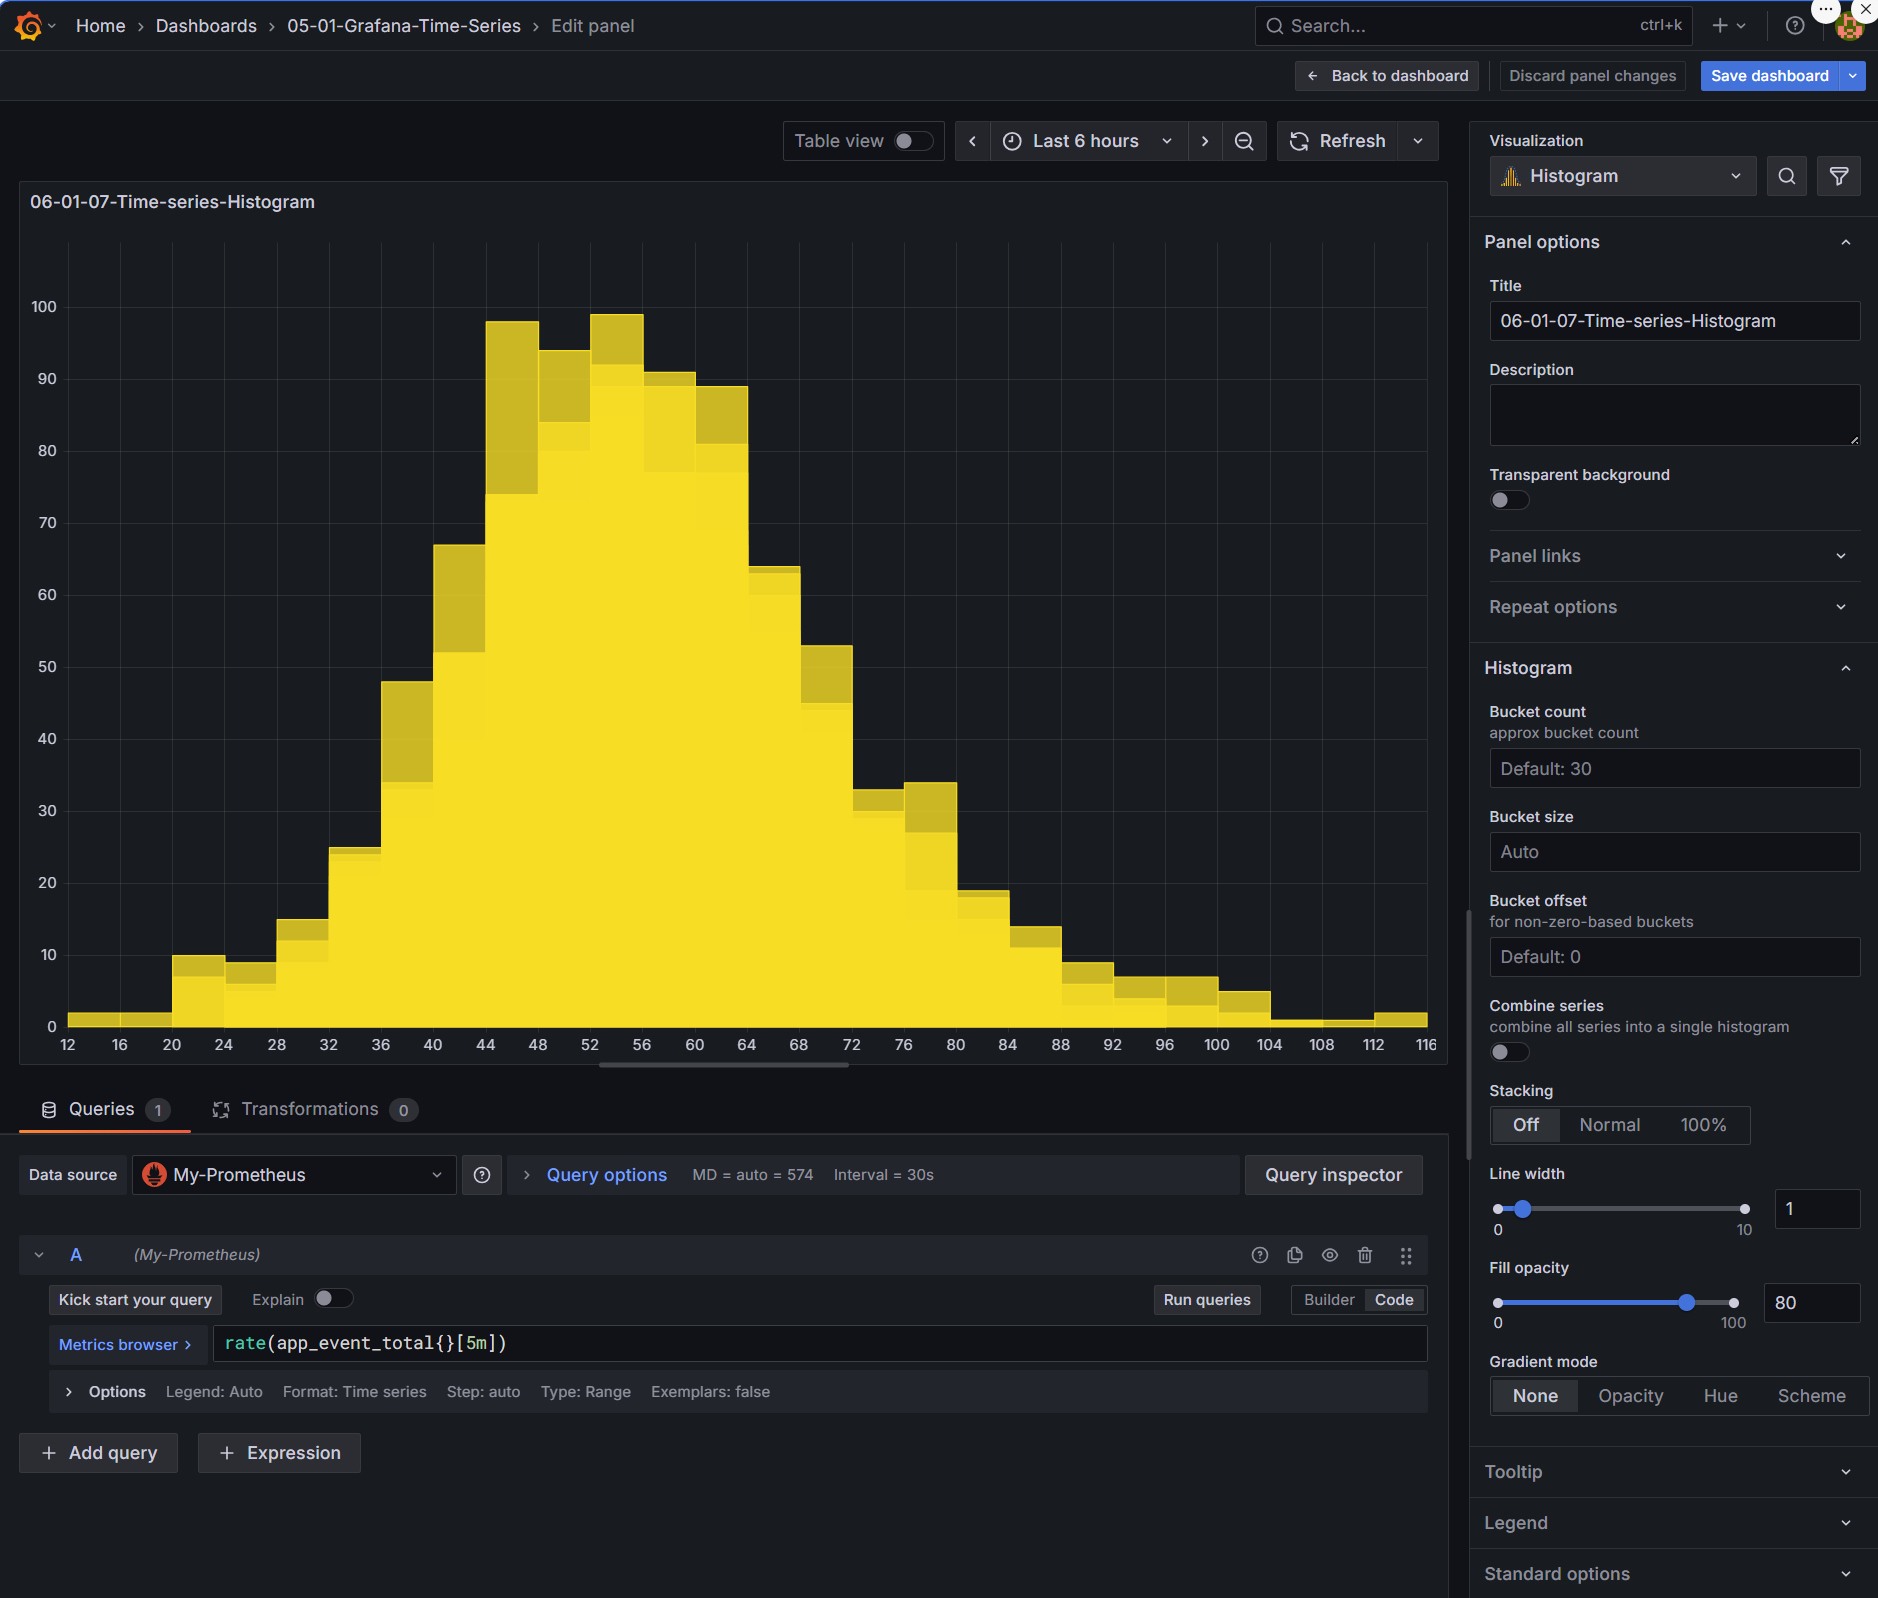 Home › Dashboards › 05-01-Grafana-Time-Series › Edit panel
Search... ctrl+k
Back to dashboard Discard panel changes Save dashboard
Table view Last 6 hours Refresh
06-01-07-Time-series-Histogram
100
90
80
70
60
50
40
30
20
10
0
12 16 20 24 28 32 36 40 44 48 52 56 60 64 68 72 76 80 84 88 92 96 100 104 108 112 116
Queries 1 Transformations 0
Data source My-Prometheus Query options MD = auto = 574 Interval = 30s Query inspector
A (My-Prometheus)
Kick start your query Explain Run queries Builder Code
Metrics browser › rate(app_event_total{}[5m])
Options Legend: Auto Format: Time series Step: auto Type: Range Exemplars: false
+ Add query + Expression
Visualization
Histogram
Panel options
Title
06-01-07-Time-series-Histogram
Description
Transparent background
Panel links
Repeat options
Histogram
Bucket count
approx bucket count
Default: 30
Bucket size
Auto
Bucket offset
for non-zero-based buckets
Default: 0
Combine series
combine all series into a single histogram
Stacking
Off Normal 100%
Line width
1
0 10
Fill opacity
80
0 100
Gradient mode
None Opacity Hue Scheme
Tooltip
Legend
Standard options